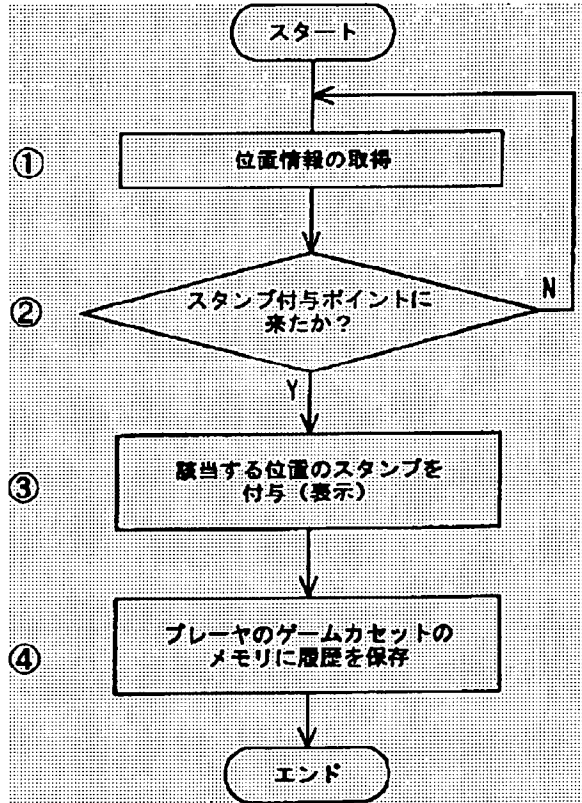 スタート
①
位置情報の取得
②
スタンプ付与ポイントに
来たか？
N
Y
③
該当する位置のスタンプを
付与（表示）
④
プレーヤのゲームカセットの
メモリに履歴を保存
エンド